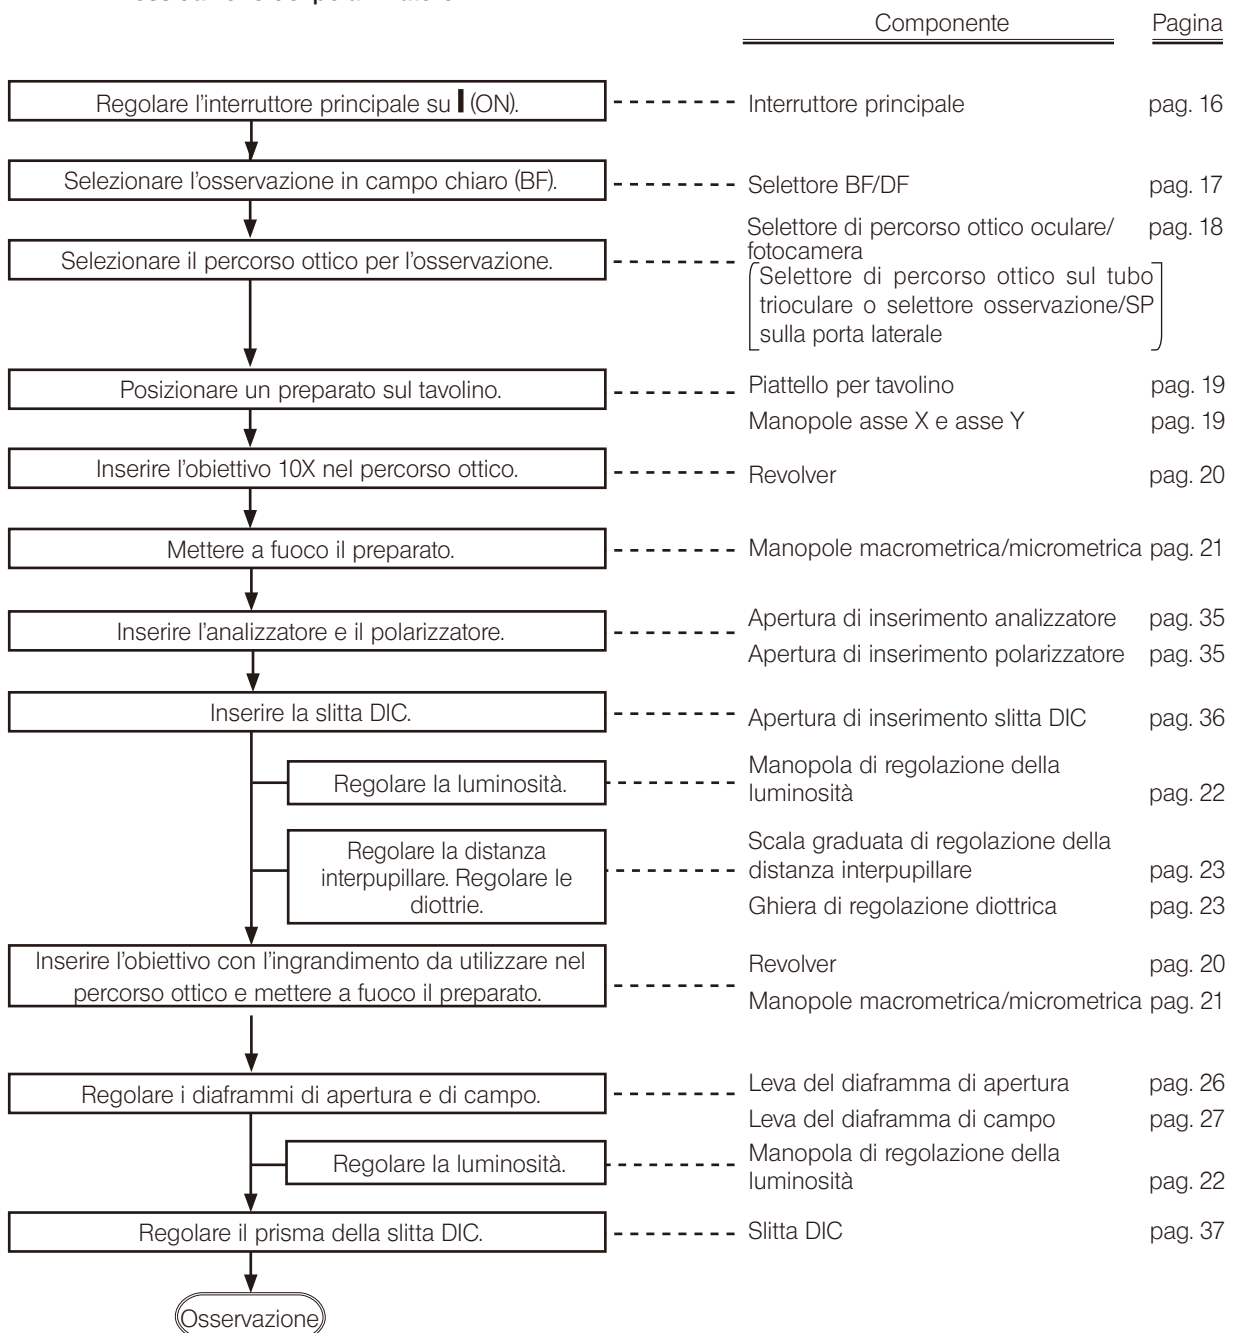 Componente Pagina
Regolare l'interruttore principale su I (ON). Interruttore principale pag. 16
Selezionare l'osservazione in campo chiaro (BF). Selettore BF/DF pag. 17
Selezionare il percorso ottico per l'osservazione.
Selettore di percorso ottico oculare/ pag. 18
fotocamera
Selettore di percorso ottico sul tubo
trioculare o selettore osservazione/SP
sulla porta laterale
Posizionare un preparato sul tavolino. Piattello per tavolino pag. 19
Manopole asse X e asse Y pag. 19
Inserire l'obiettivo 10X nel percorso ottico. Revolver pag. 20
Mettere a fuoco il preparato. Manopole macrometrica/micrometrica pag. 21
Inserire l'analizzatore e il polarizzatore. Apertura di inserimento analizzatore pag. 35
Apertura di inserimento polarizzatore pag. 35
Inserire la slitta DIC. Apertura di inserimento slitta DIC pag. 36
Regolare la luminosità.
Manopola di regolazione della
luminosità pag. 22
Regolare la distanza
interpupillare. Regolare le
diottrie.
Scala graduata di regolazione della
distanza interpupillare pag. 23
Ghiera di regolazione diottrica pag. 23
Inserire l'obiettivo con l'ingrandimento da utilizzare nel
percorso ottico e mettere a fuoco il preparato.
Revolver pag. 20
Manopole macrometrica/micrometrica pag. 21
Regolare i diaframmi di apertura e di campo.
Leva del diaframma di apertura pag. 26
Leva del diaframma di campo pag. 27
Regolare la luminosità.
Manopola di regolazione della
luminosità pag. 22
Regolare il prisma della slitta DIC. Slitta DIC pag. 37
Osservazione